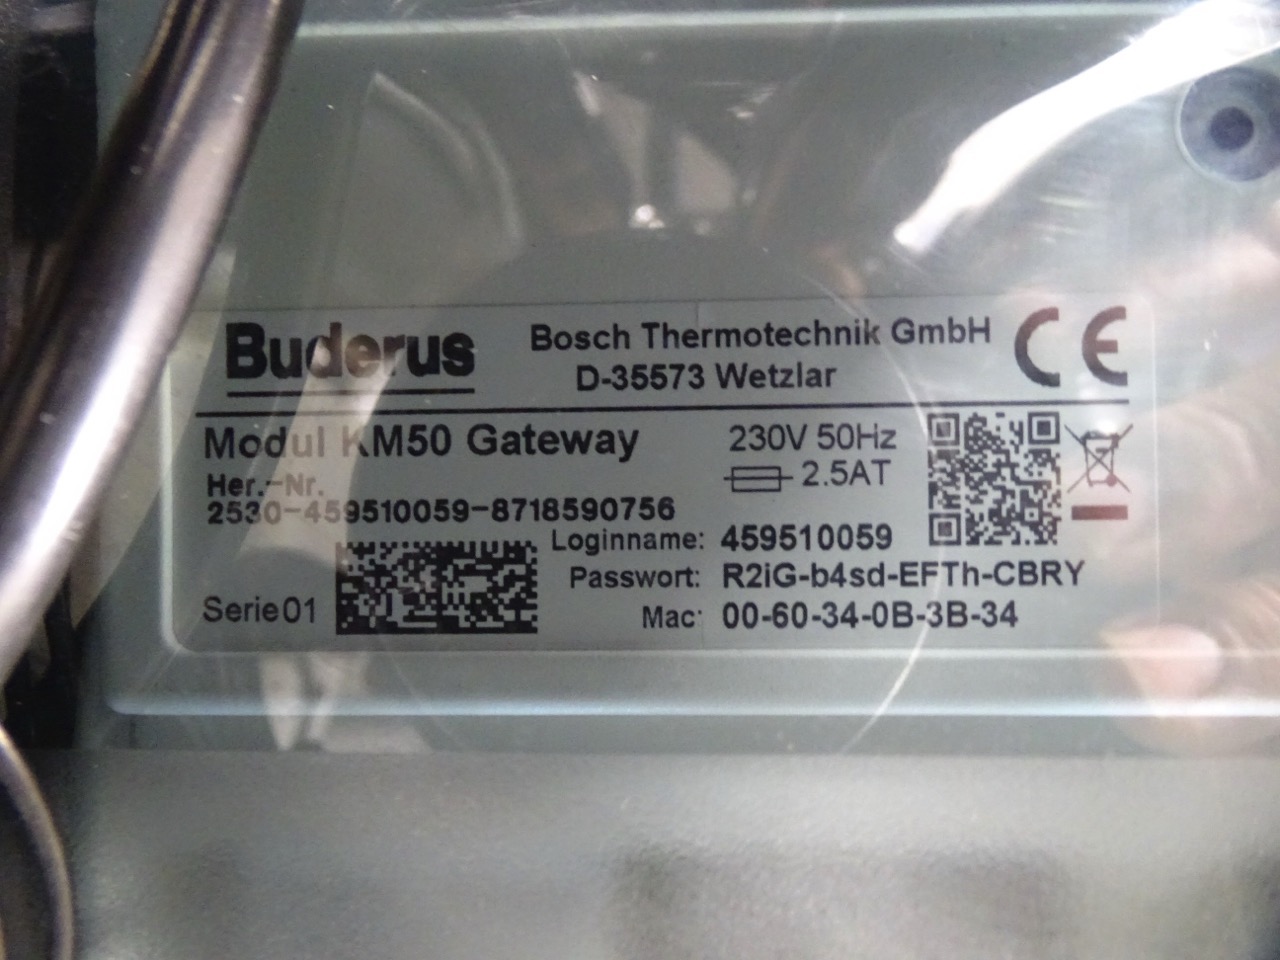 Buderus
Bosch Thermotechnik GmbH
D-35573 Wetzlar
CE
Modul KM50 Gateway
230V 50Hz
2.5AT
Her.-Nr.
2530-459510059-8718590756
Loginname: 459510059
Passwort: R2iG-b4sd-EFTh-CBRY
Mac: 00-60-34-0B-3B-34
Serie01